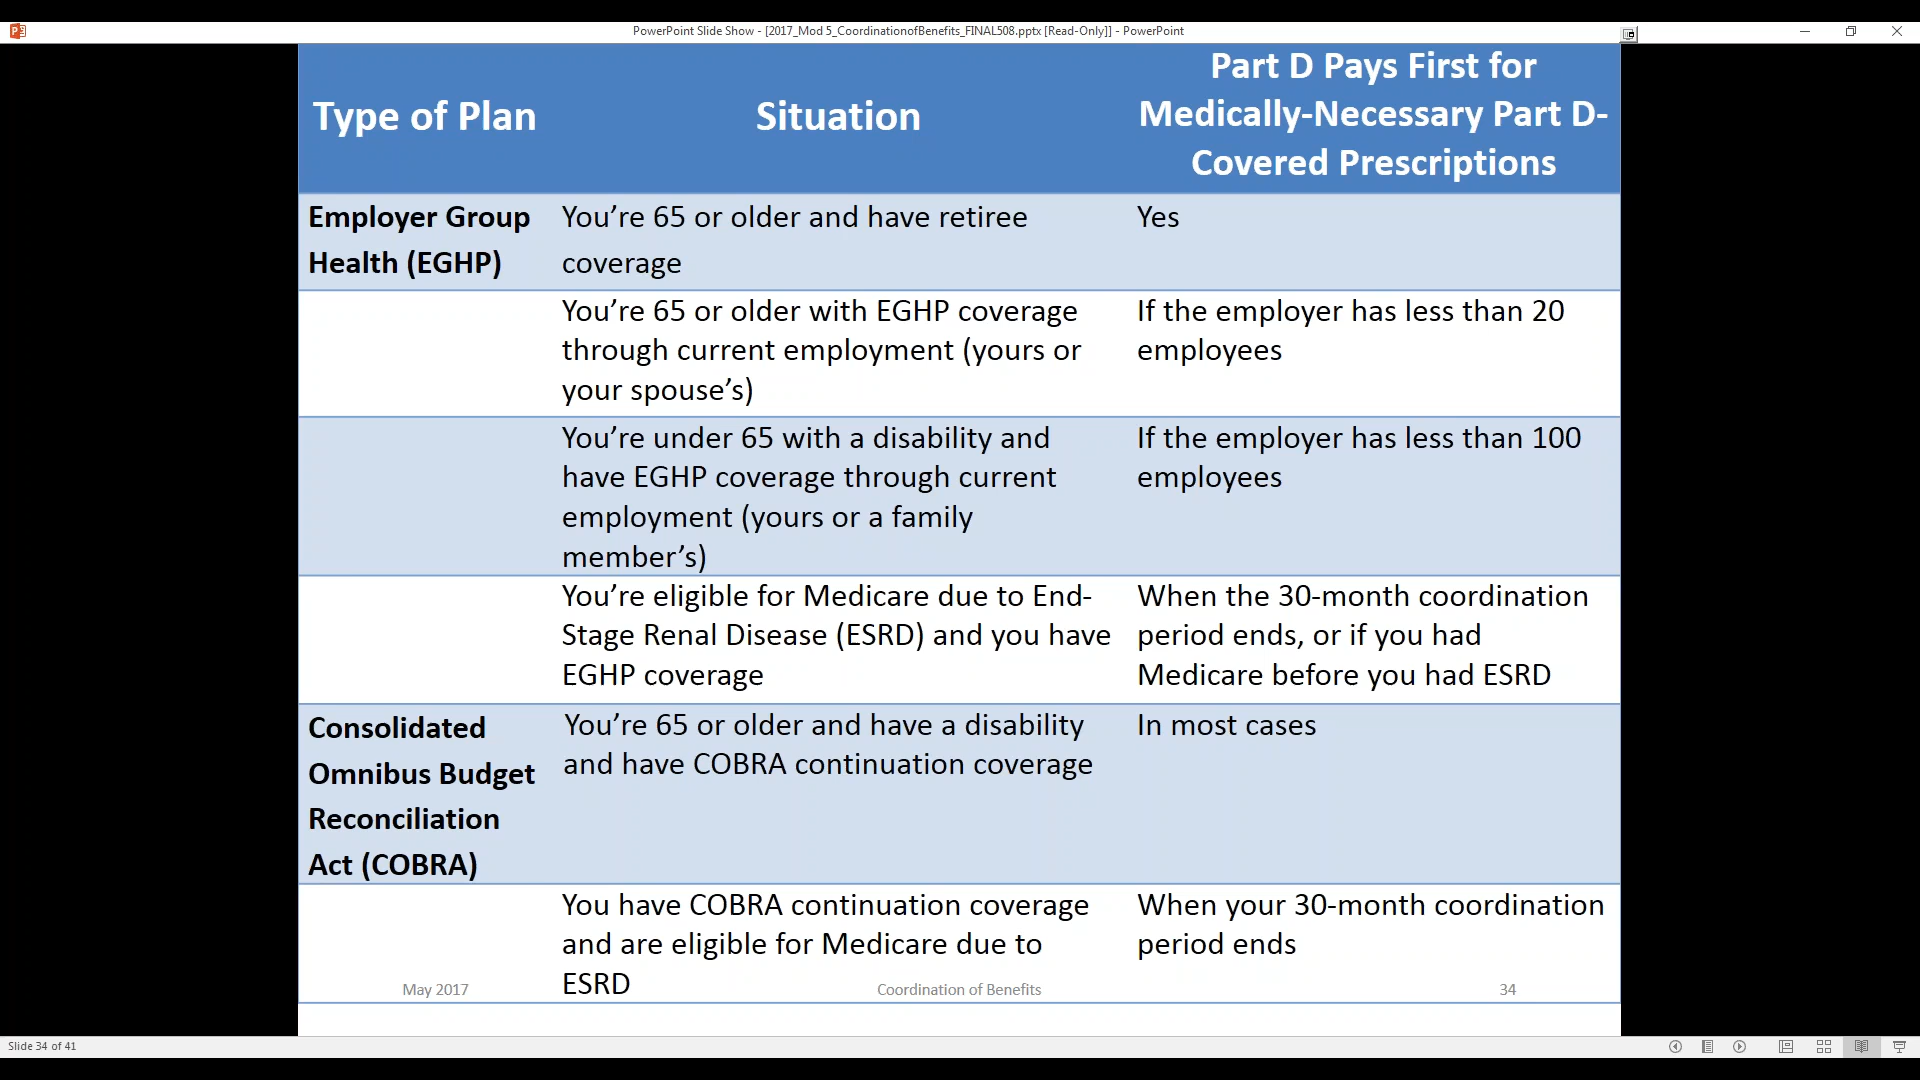 PowerPoint Slide Show - [2017_Mod 5_CoordinationofBenefits_FINAL508.pptx [Read-Only]] - PowerPoint
Type of Plan
Situation
Part D Pays First for
Medically-Necessary Part D-
Covered Prescriptions
Employer Group
Health (EGHP)
You’re 65 or older and have retiree
coverage
Yes
You’re 65 or older with EGHP coverage
through current employment (yours or
your spouse’s)
If the employer has less than 20
employees
You’re under 65 with a disability and
have EGHP coverage through current
employment (yours or a family
member’s)
If the employer has less than 100
employees
You’re eligible for Medicare due to End-
Stage Renal Disease (ESRD) and you have
EGHP coverage
When the 30-month coordination
period ends, or if you had
Medicare before you had ESRD
Consolidated
Omnibus Budget
Reconciliation
Act (COBRA)
You’re 65 or older and have a disability
and have COBRA continuation coverage
In most cases
You have COBRA continuation coverage
and are eligible for Medicare due to
ESRD
When your 30-month coordination
period ends
May 2017
Coordination of Benefits
34
Slide 34 of 41